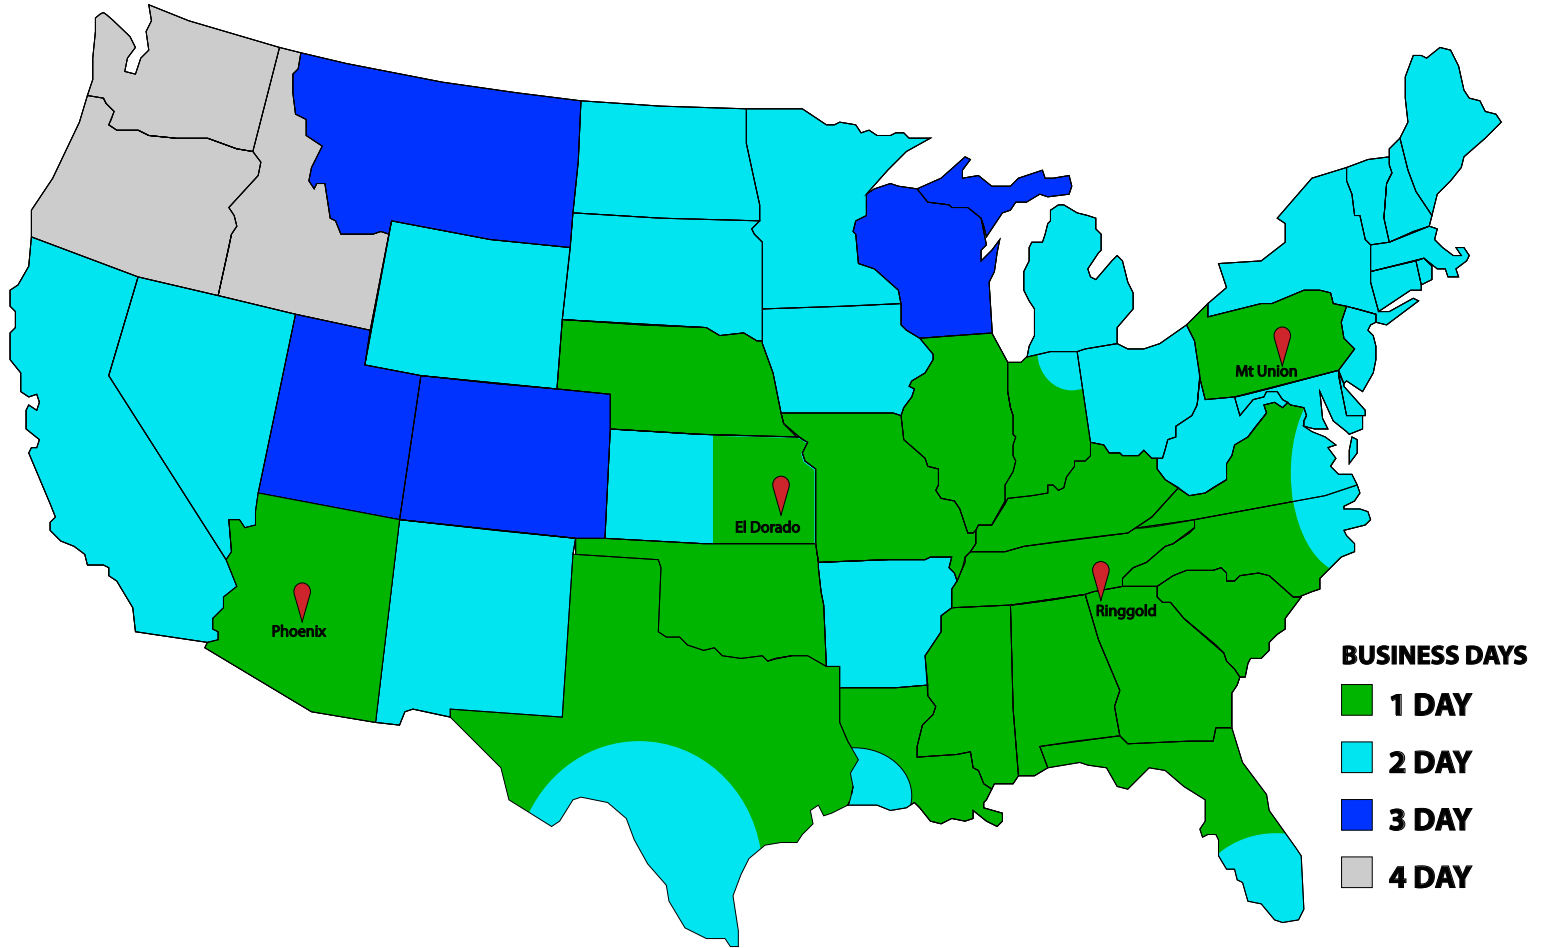 Mt Union
El Dorado
Phoenix
Ringgold
BUSINESS DAYS
1 DAY
2 DAY
3 DAY
4 DAY